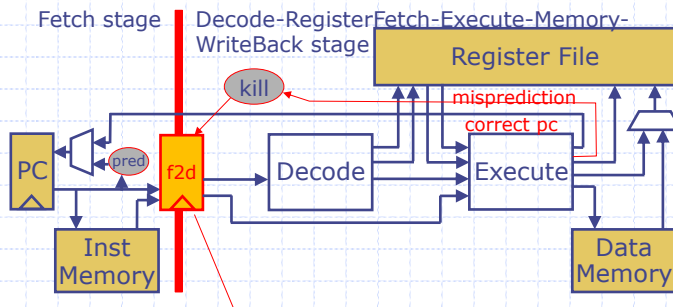 Fetch stage
Decode-RegisterFetch-Execute-Memory-
WriteBack stage
Register File
kill
misprediction
correct pc
pred
PC
f2d
Decode
Execute
Inst
Memory
Data
Memory